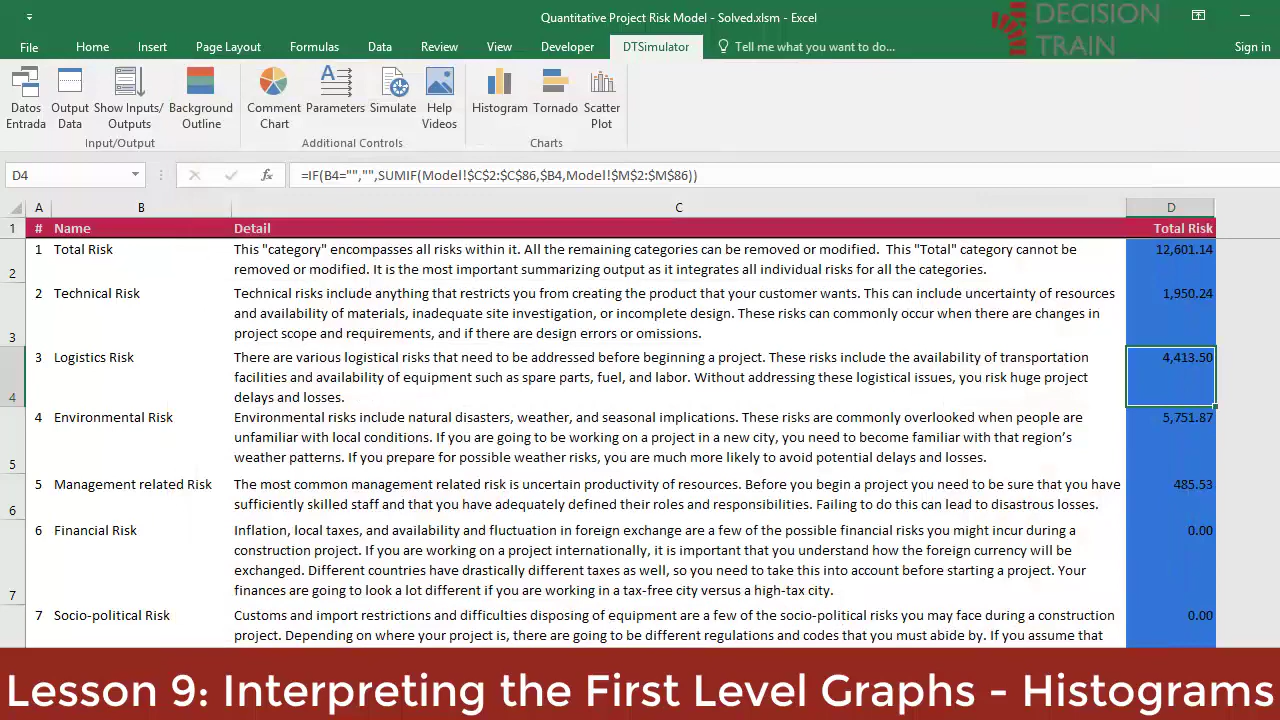 Quantitative Project Risk Model - Solved.xlsm - Excel
DECISION
TRAIN
File Home Insert Page Layout Formulas Data Review View Developer DTSimulator Tell me what you want to do... Sign in
Datos Output Show Inputs/ Background Comment Parameters Simulate Help Histogram Tornado Scatter
Entrada Data Outputs Outline Chart Videos Plot
Input/Output Additional Controls Charts
D4 fx =IF(B4="","",SUMIF(Model!$C$2:$C$86,$B4,Model!$M$2:$M$86))
A B C D
1 # Name Detail Total Risk
1 Total Risk This "category" encompasses all risks within it. All the remaining categories can be removed or modified. This "Total" category cannot be 12,601.14
2 removed or modified. It is the most important summarizing output as it integrates all individual risks for all the categories.
2 Technical Risk Technical risks include anything that restricts you from creating the product that your customer wants. This can include uncertainty of resources 1,950.24
and availability of materials, inadequate site investigation, or incomplete design. These risks can commonly occur when there are changes in
3 project scope and requirements, and if there are design errors or omissions.
3 Logistics Risk There are various logistical risks that need to be addressed before beginning a project. These risks include the availability of transportation 4,413.50
facilities and availability of equipment such as spare parts, fuel, and labor. Without addressing these logistical issues, you risk huge project
4 delays and losses.
4 Environmental Risk Environmental risks include natural disasters, weather, and seasonal implications. These risks are commonly overlooked when people are 5,751.87
unfamiliar with local conditions. If you are going to be working on a project in a new city, you need to become familiar with that region's
5 weather patterns. If you prepare for possible weather risks, you are much more likely to avoid potential delays and losses.
5 Management related Risk The most common management related risk is uncertain productivity of resources. Before you begin a project you need to be sure that you have 485.53
6 sufficiently skilled staff and that you have adequately defined their roles and responsibilities. Failing to do this can lead to disastrous losses.
6 Financial Risk Inflation, local taxes, and availability and fluctuation in foreign exchange are a few of the possible financial risks you might incur during a 0.00
construction project. If you are working on a project internationally, it is important that you understand how the foreign currency will be
exchanged. Different countries have drastically different taxes as well, so you need to take this into account before starting a project. Your
7 finances are going to look a lot different if you are working in a tax-free city versus a high-tax city.
7 Socio-political Risk Customs and import restrictions and difficulties disposing of equipment are a few of the socio-political risks you may face during a construction 0.00
project. Depending on where your project is, there are going to be different regulations and codes that you must abide by. If you assume that
Lesson 9: Interpreting the First Level Graphs - Histograms